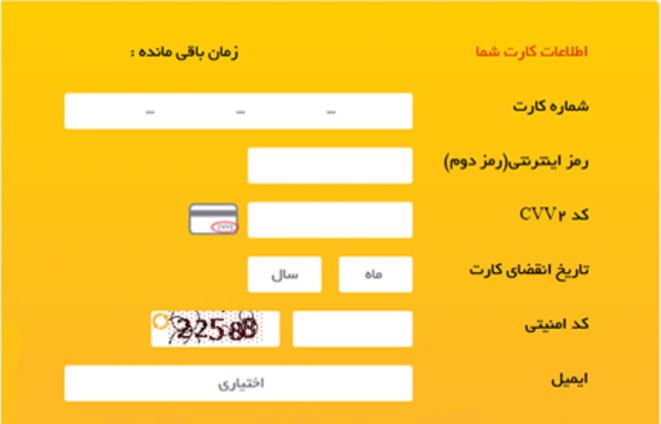 اطلاعات کارت شما
زمان باقی مانده :
شماره کارت
- - -
رمز اینترنتی(رمز دوم)
کد CVV۲
CVV2
تاریخ انقضای کارت
ماه
سال
کد امنیتی
22588
ایمیل
اختیاری